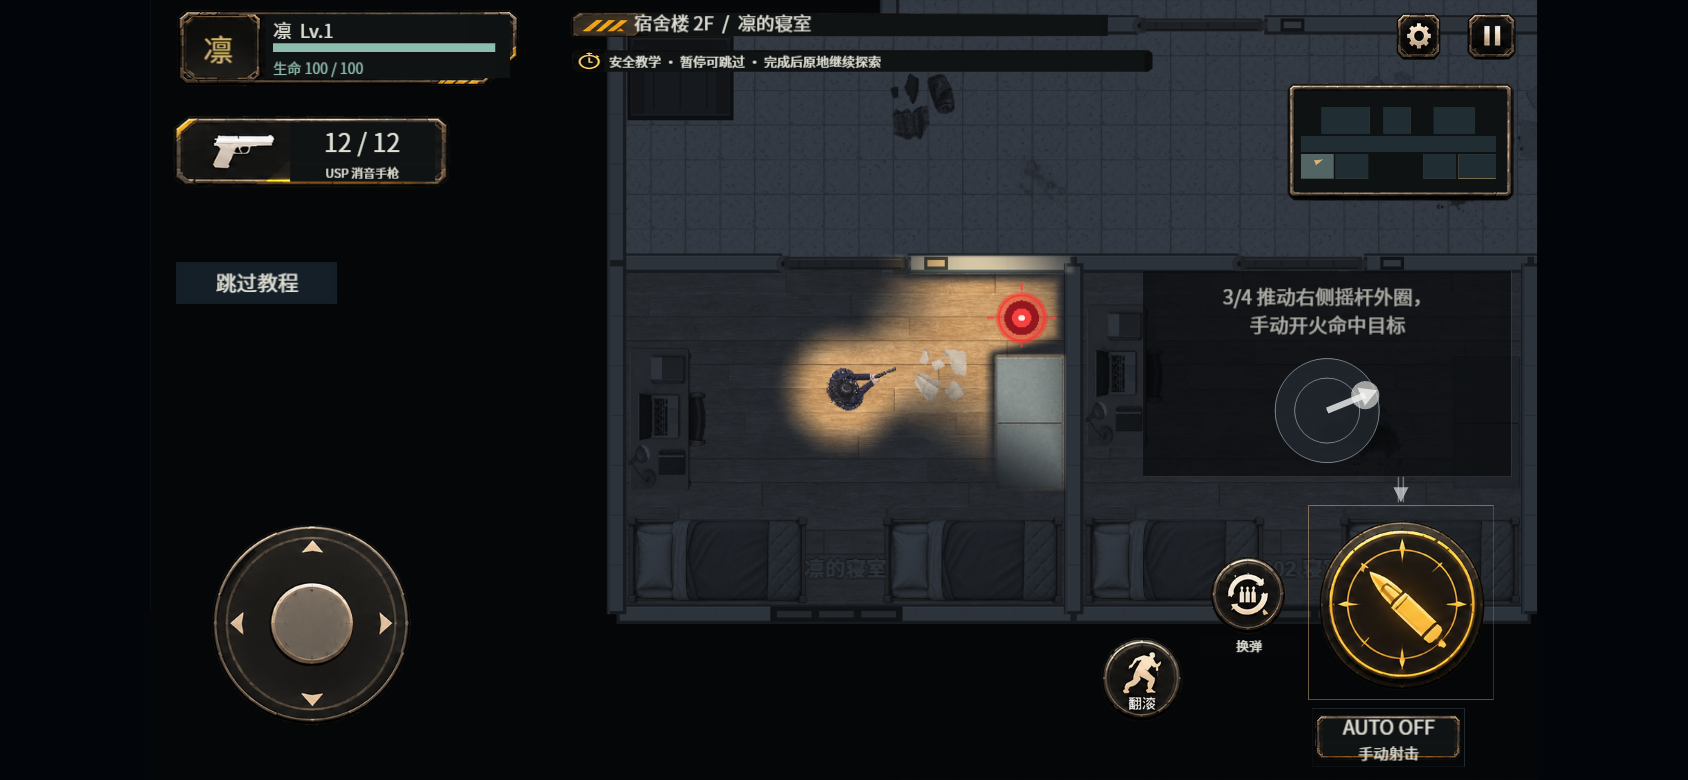 凛
凛 Lv.1
生命 100 / 100
宿舍楼 2F / 凛的寝室
安全教学 · 暂停可跳过 · 完成后原地继续探索
12 / 12
USP 消音手枪
跳过教程
3/4 推动右侧摇杆外圈，
手动开火命中目标
凛的寝室
换弹
翻滚
AUTO OFF
手动射击